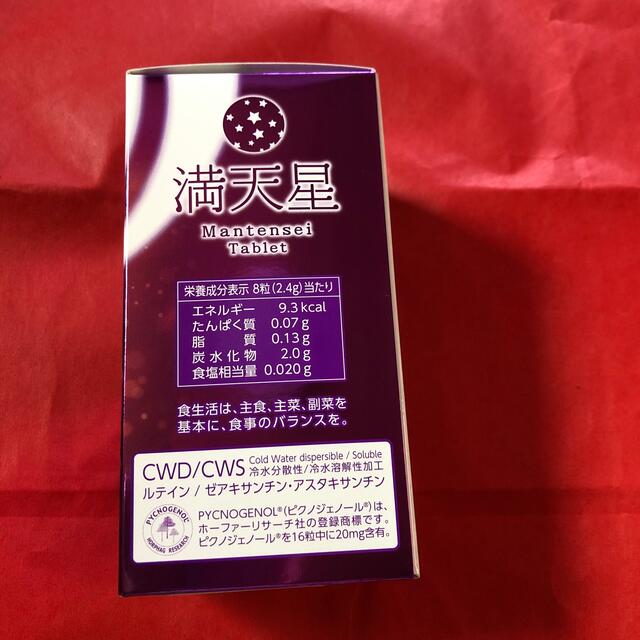 満天星
Mantensei
Tablet
栄養成分表示 8粒(2.4g)当たり
エネルギー 9.3kcal
たんぱく質 0.07g
脂質 0.13g
炭水化物 2.0g
食塩相当量 0.020g
食生活は、主食、主菜、副菜を
基本に、食事のバランスを。
CWD/CWS Cold Water dispersible / Soluble
冷水分散性/冷水溶解性加工
ルテイン / ゼアキサンチン・アスタキサンチン
PYCNOGENOL®
HORPHAG RESEARCH
PYCNOGENOL®(ピクノジェノール®)は、
ホーファーリサーチ社の登録商標です。
ピクノジェノール®を16粒中に20mg含有。